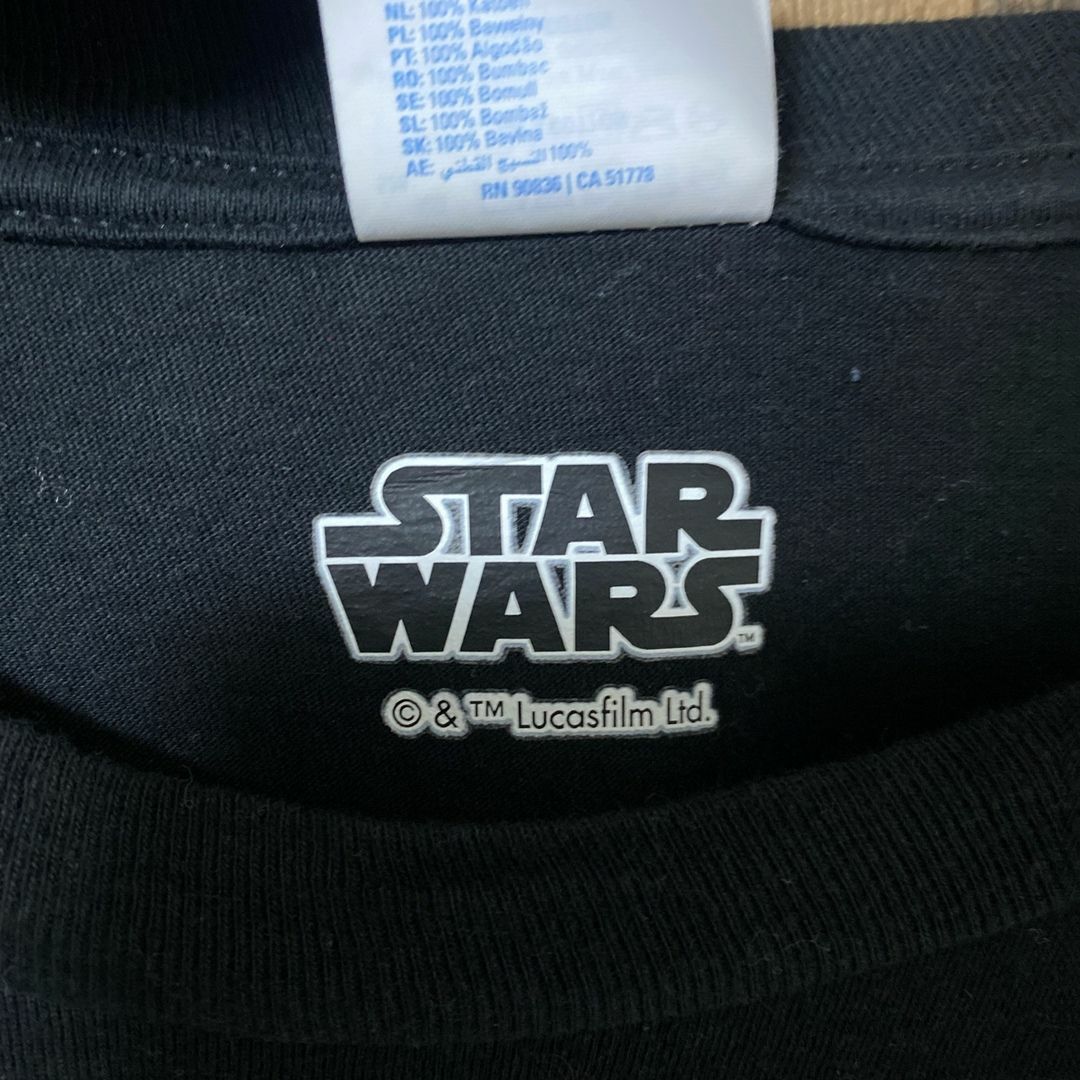 NL: 100% Katoen
PL: 100% Bawełny
PT: 100% Algodão
RO: 100% Bumbac
SE: 100% Bomull
SL: 100% Bombaž
SK: 100% Bavlna
AE: 100% النسيج القطني
RN 90836 | CA 51778
STAR
WARS
TM
© & TM Lucasfilm Ltd.